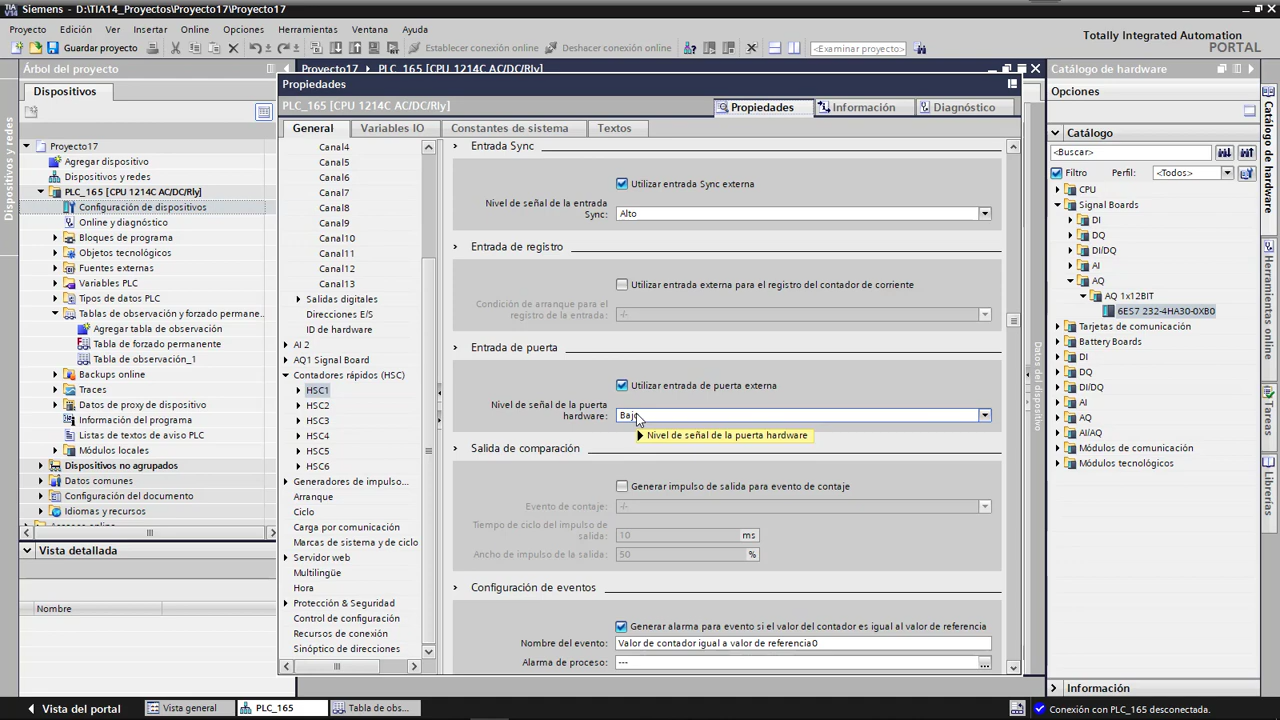 Siemens - D:\TIA14_Proyectos\Proyecto17\Proyecto17
Proyecto Edición Ver Insertar Online Opciones Herramientas Ventana Ayuda
Totally Integrated Automation
PORTAL
Guardar proyecto
Establecer conexión online
Deshacer conexión online
<Examinar proyecto>
Árbol del proyecto
Dispositivos
Dispositivos y redes
Proyecto17
Agregar dispositivo
Dispositivos y redes
PLC_165 [CPU 1214C AC/DC/Rly]
Configuración de dispositivos
Online y diagnóstico
Bloques de programa
Objetos tecnológicos
Fuentes externas
Variables PLC
Tipos de datos PLC
Tablas de observación y forzado permane...
Agregar tabla de observación
Tabla de forzado permanente
Tabla de observación_1
Backups online
Traces
Datos de proxy de dispositivo
Información del programa
Listas de textos de aviso PLC
Módulos locales
Dispositivos no agrupados
Datos comunes
Configuración del documento
Idiomas y recursos
Vista detallada
Nombre
Proyecto17 PLC_165 [CPU 1214C AC/DC/Rly]
Propiedades
PLC_165 [CPU 1214C AC/DC/Rly]
Propiedades
Información
Diagnóstico
General
Variables IO
Constantes de sistema
Textos
Canal4
Canal5
Canal6
Canal7
Canal8
Canal9
Canal10
Canal11
Canal12
Canal13
Salidas digitales
Direcciones E/S
ID de hardware
AI 2
AQ1 Signal Board
Contadores rápidos (HSC)
HSC1
HSC2
HSC3
HSC4
HSC5
HSC6
Generadores de impulso...
Arranque
Ciclo
Carga por comunicación
Marcas de sistema y de ciclo
Servidor web
Multilingüe
Hora
Protección & Seguridad
Control de configuración
Recursos de conexión
Sinóptico de direcciones
Entrada Sync
Utilizar entrada Sync externa
Nivel de señal de la entrada
Sync: Alto
Entrada de registro
Utilizar entrada externa para el registro del contador de corriente
Condición de arranque para el
registro de la entrada: -/-
Entrada de puerta
Utilizar entrada de puerta externa
Nivel de señal de la puerta
hardware: Bajo
Nivel de señal de la puerta hardware
Salida de comparación
Generar impulso de salida para evento de contaje
Evento de contaje: -/-
Tiempo de ciclo del impulso de
salida: 10 ms
Ancho de impulso de la salida: 50 %
Configuración de eventos
Generar alarma para evento si el valor del contador es igual al valor de referencia
Nombre del evento: Valor de contador igual a valor de referencia0
Alarma de proceso: --- ...
Datos del dispositivo
Catálogo de hardware
Opciones
Catálogo
<Buscar>
Filtro Perfil: <Todos>
CPU
Signal Boards
DI
DQ
DI/DQ
AI
AQ
AQ 1x12BIT
6ES7 232-4HA30-0XB0
Tarjetas de comunicación
Battery Boards
DI
DQ
DI/DQ
AI
AQ
AI/AQ
Módulos de comunicación
Módulos tecnológicos
Información
Catálogo de hardware
Herramientas online
Tareas
Librerías
Vista del portal
Vista general
PLC_165
Tabla de obs...
Conexión con PLC_165 desconectada.